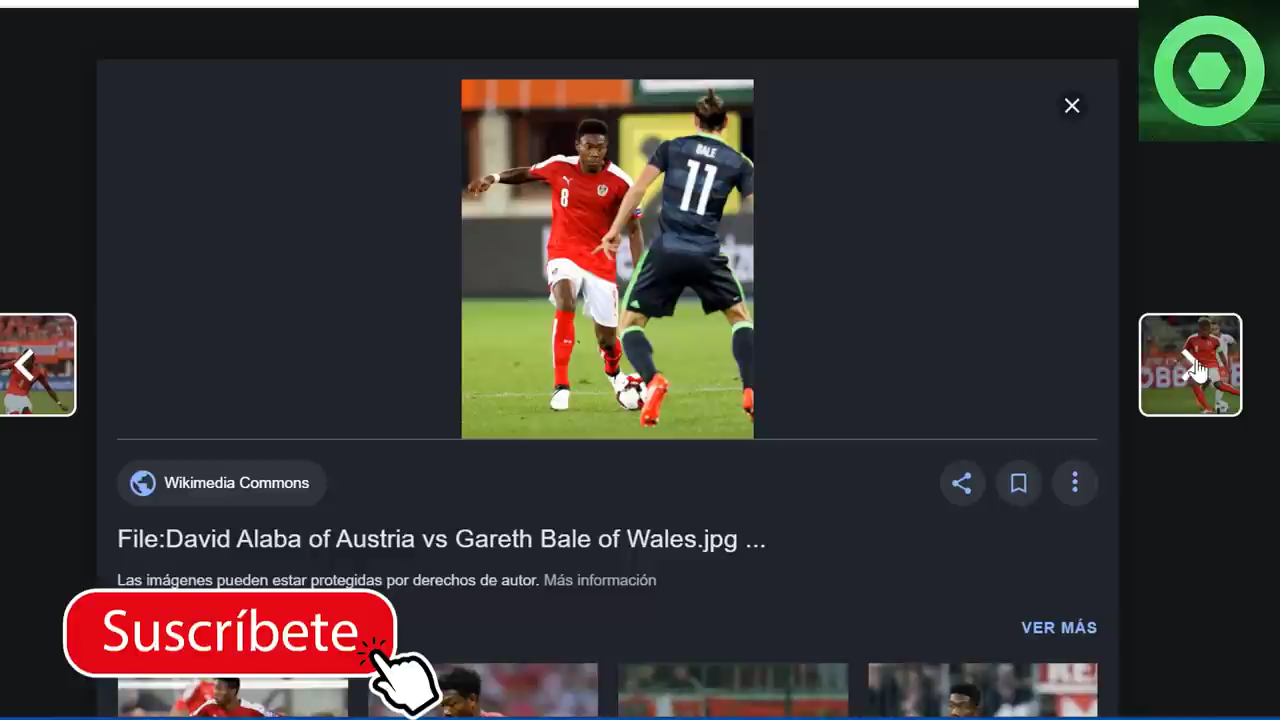 BALE
11
8
Wikimedia Commons
File:David Alaba of Austria vs Gareth Bale of Wales.jpg ...
Las imágenes pueden estar protegidas por derechos de autor. Más información
Suscríbete
VER MÁS